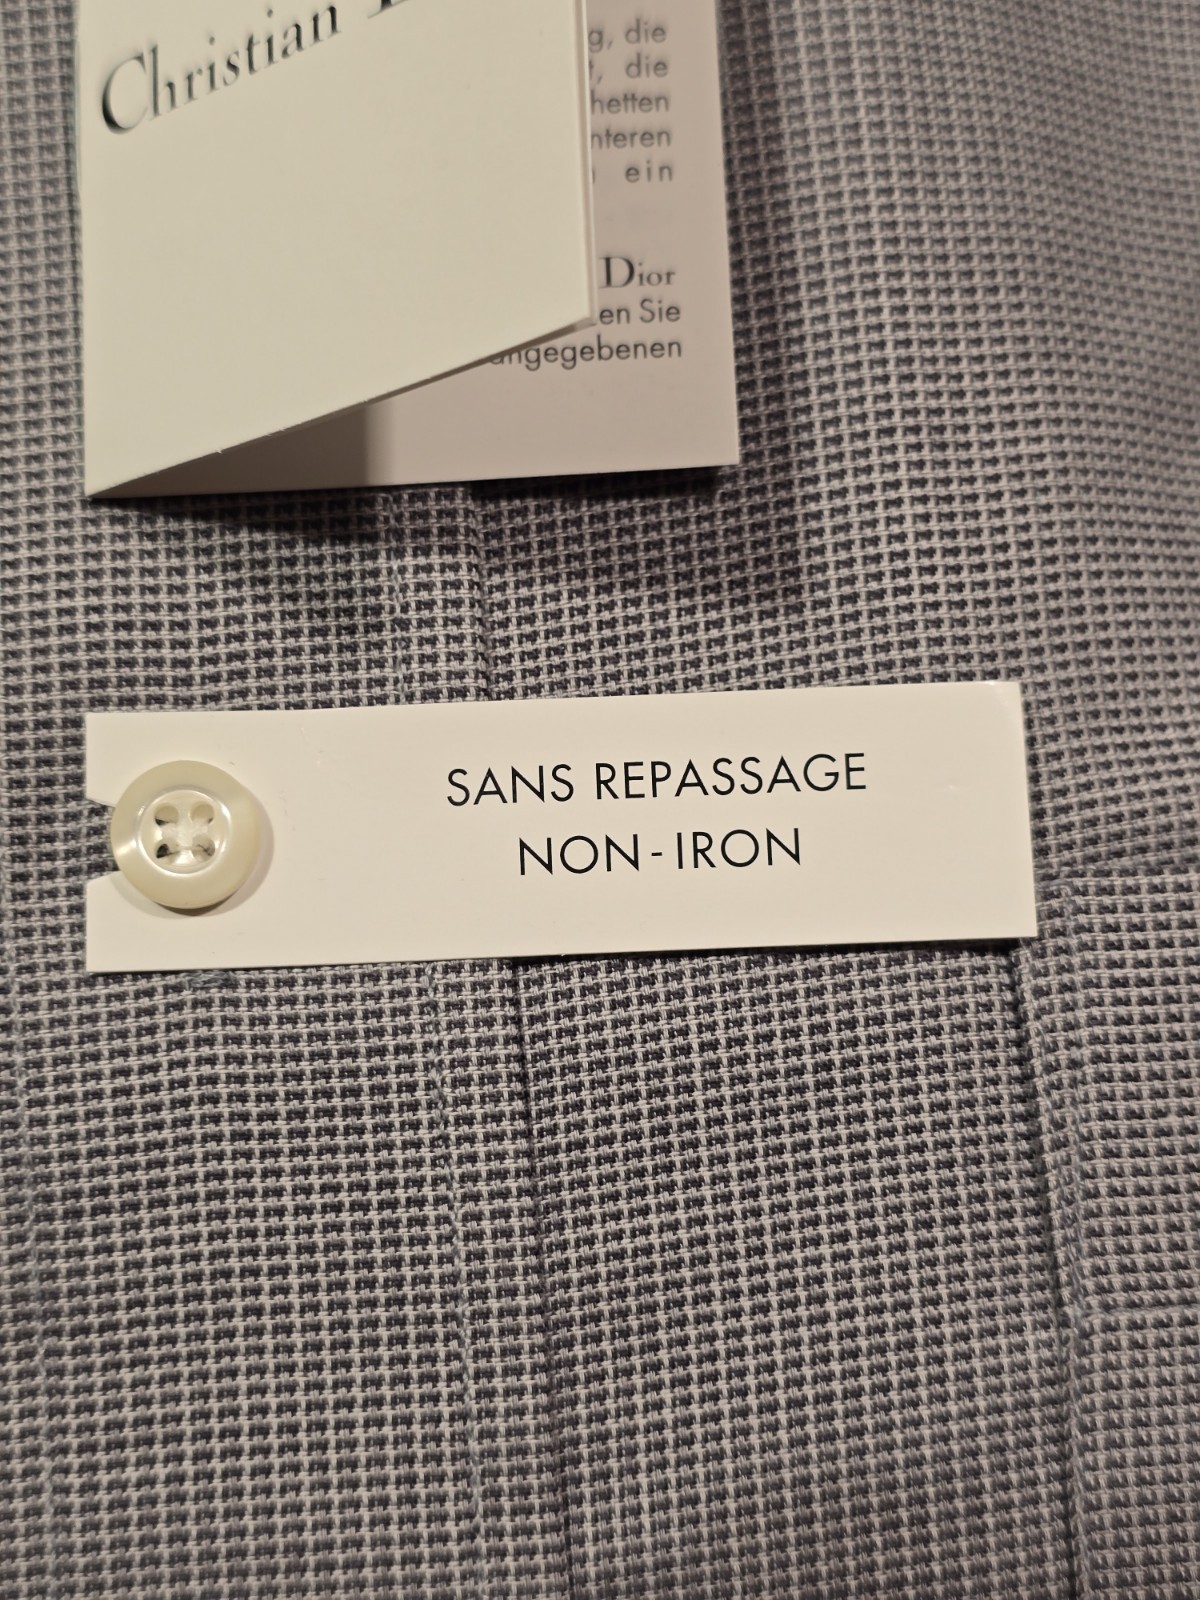 Christian
g, die
, die
hetten
nteren
ein
Dior
en Sie
angegebenen
SANS REPASSAGE
NON-IRON